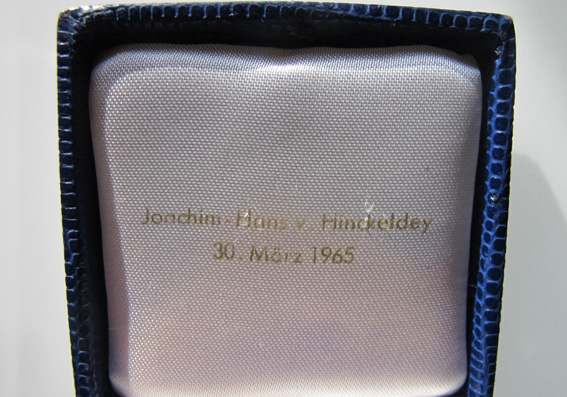 Joachim-Hans v. Hinckeldey
30. März 1965